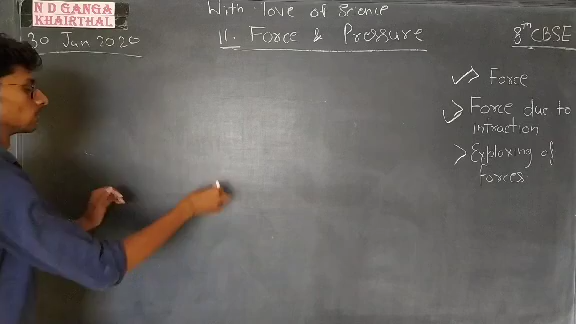 With love of Science
N D GANGA
KHAIRTHAL
30 Jan 2020
11. Force & Pressure
8th CBSE
Force
Force due to
intraction
Exploring of
forces